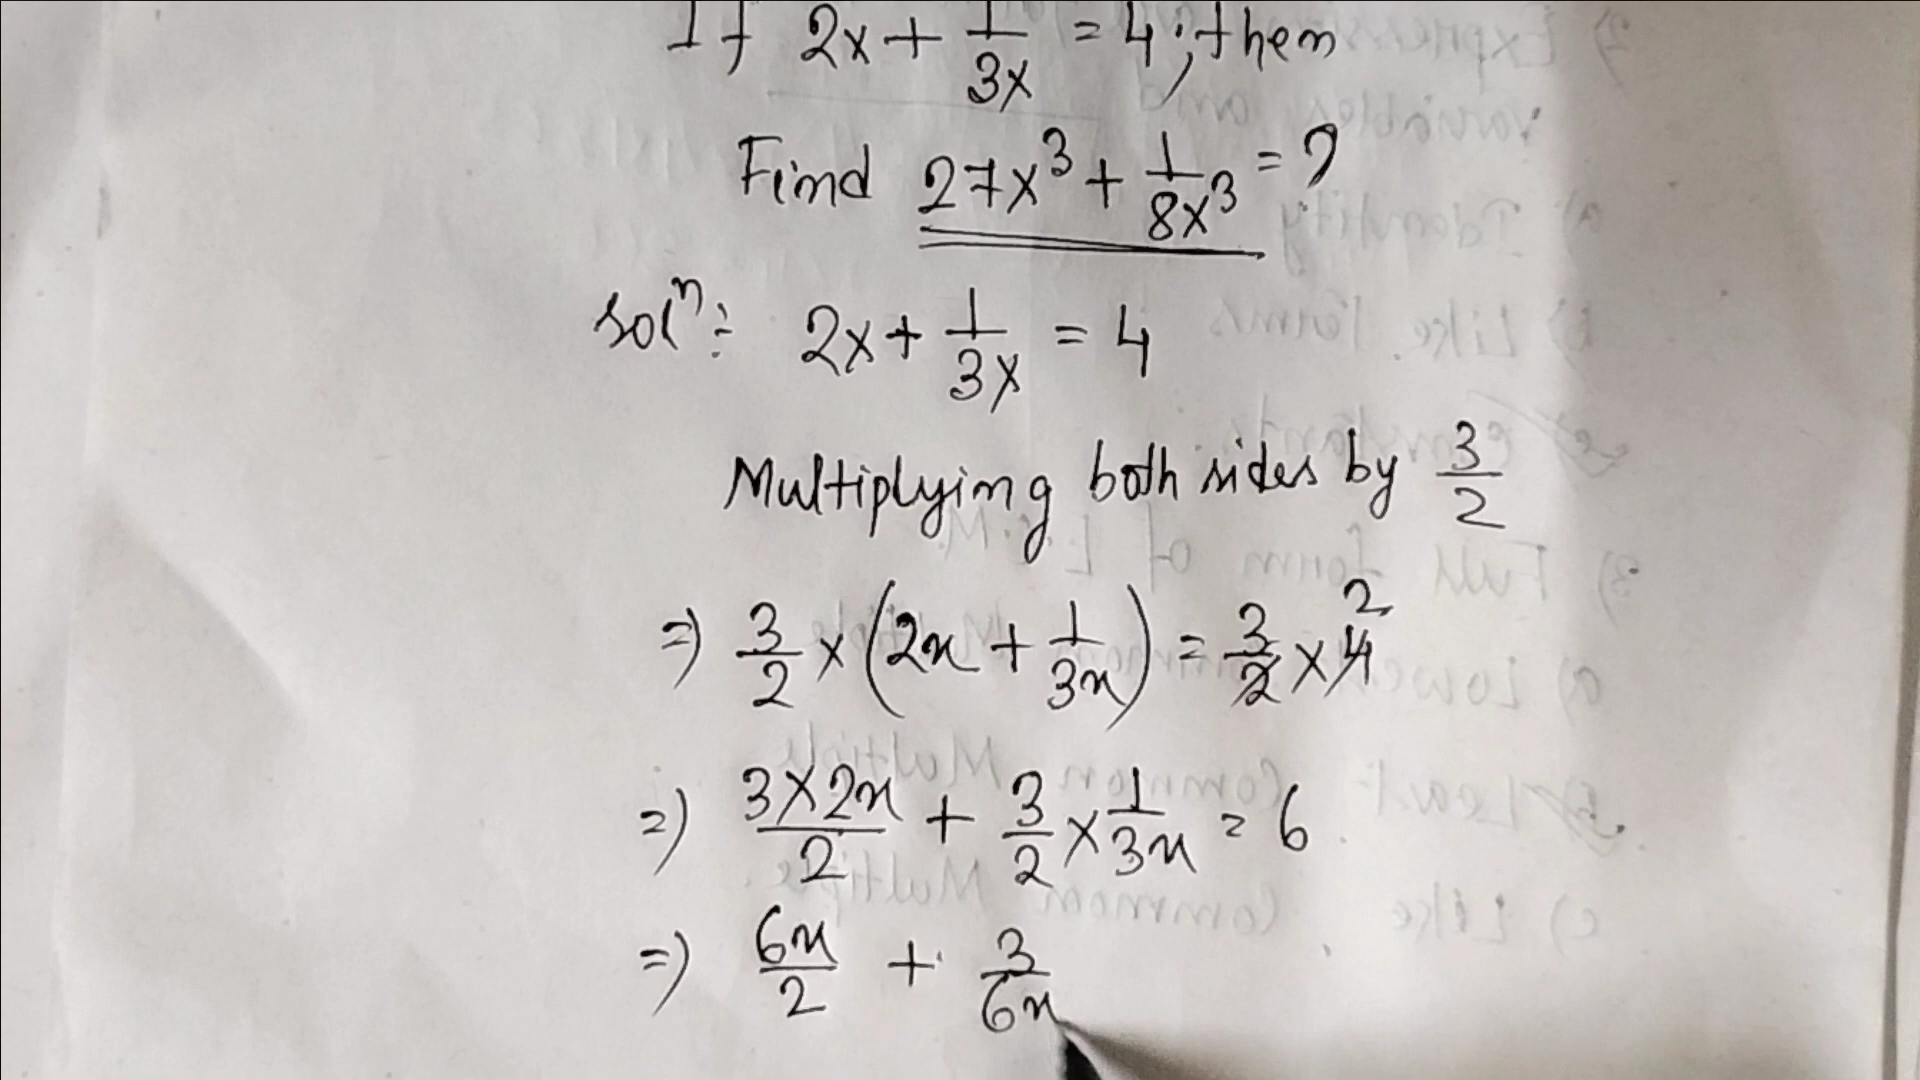 If 2x + 1/3x = 4, then
Find 27x³ + 1/8x³ = ?
Solⁿ: 2x + 1/3x = 4
Multiplying both sides by 3/2
⇒) 3/2 × (2x + 1/3x) = 3/2 × 4 2
⇒) 3×2x/2 + 3/2 × 1/3x = 6
⇒) 6x/2 + 3/6x